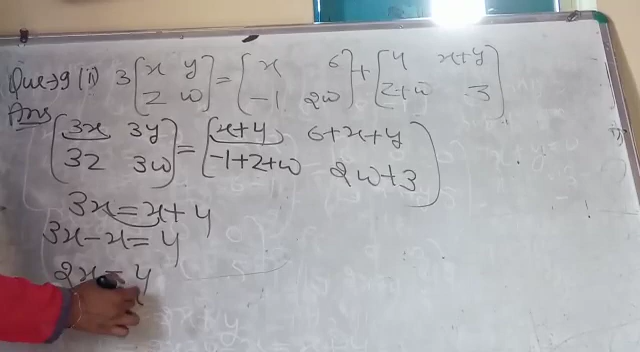 Que→9 (ii) 3 [x y] = [x 6] + [4 x+y]
[z w] [-1 2w] [z+w 3]
Ans
[3x 3y] = [x+4 6+x+y]
[3z 3w] [-1+z+w 2w+3]
3x = x+4
3x-x = 4
2x = 4